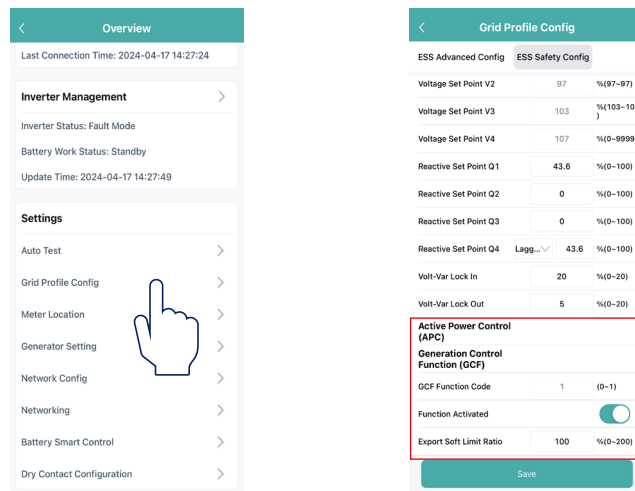 Overview
Last Connection Time: 2024-04-17 14:27:24
Inverter Management
Inverter Status: Fault Mode
Battery Work Status: Standby
Update Time: 2024-04-17 14:27:49
Settings
Auto Test
Grid Profile Config
Meter Location
Generator Setting
Network Config
Networking
Battery Smart Control
Dry Contact Configuration
Grid Profile Config
ESS Advanced Config ESS Safety Config
Voltage Set Point V2 97 %(97~97)
Voltage Set Point V3 103 %(103~10
)
Voltage Set Point V4 107 %(0~9999
Reactive Set Point Q1 43.6 %(0~100)
Reactive Set Point Q2 0 %(0~100)
Reactive Set Point Q3 0 %(0~100)
Reactive Set Point Q4 Lagg... 43.6 %(0~100)
Volt-Var Lock In 20 %(0~20)
Volt-Var Lock Out 5 %(0~20)
Active Power Control
(APC)
Generation Control
Function (GCF)
GCF Function Code 1 (0~1)
Function Activated
Export Soft Limit Ratio 100 %(0~200)
Save